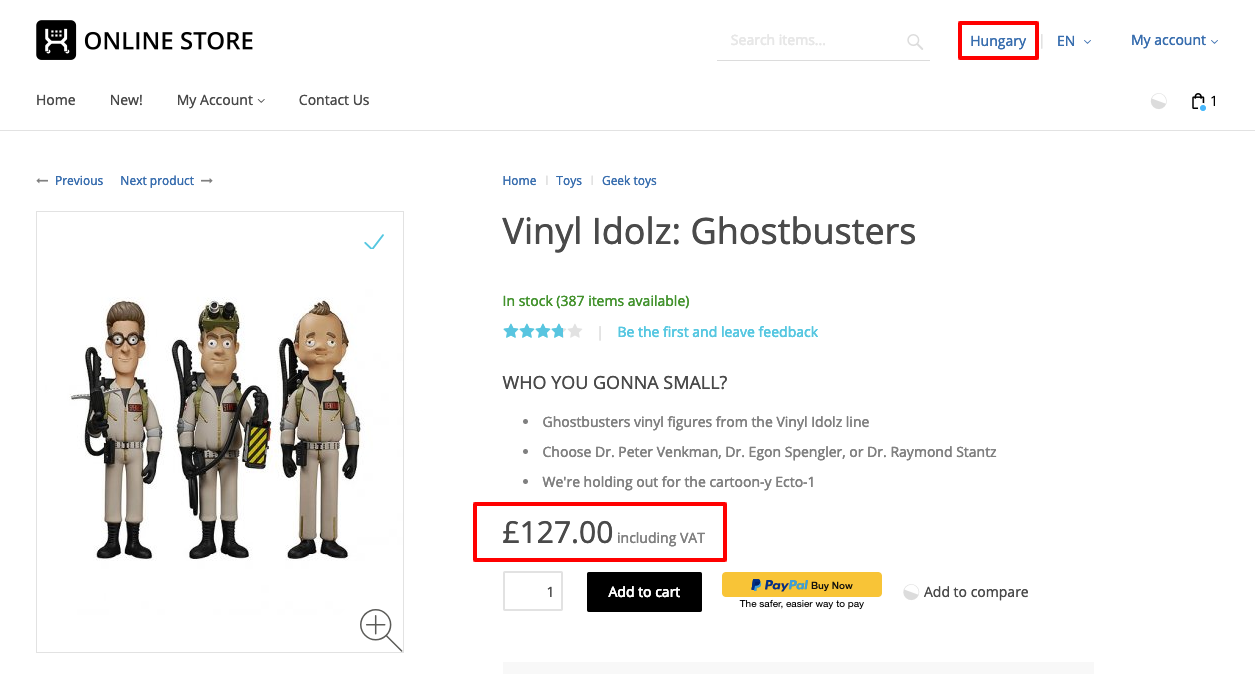 ONLINE STORE
Search items...
Hungary
EN
My account
Home
New!
My Account
Contact Us
1
Previous
Next product
Home
Toys
Geek toys
Vinyl Idolz: Ghostbusters
In stock (387 items available)
Be the first and leave feedback
WHO YOU GONNA SMALL?
Ghostbusters vinyl figures from the Vinyl Idolz line
Choose Dr. Peter Venkman, Dr. Egon Spengler, or Dr. Raymond Stantz
We're holding out for the cartoon-y Ecto-1
£127.00 including VAT
1
Add to cart
PayPal Buy Now
The safer, easier way to pay
Add to compare